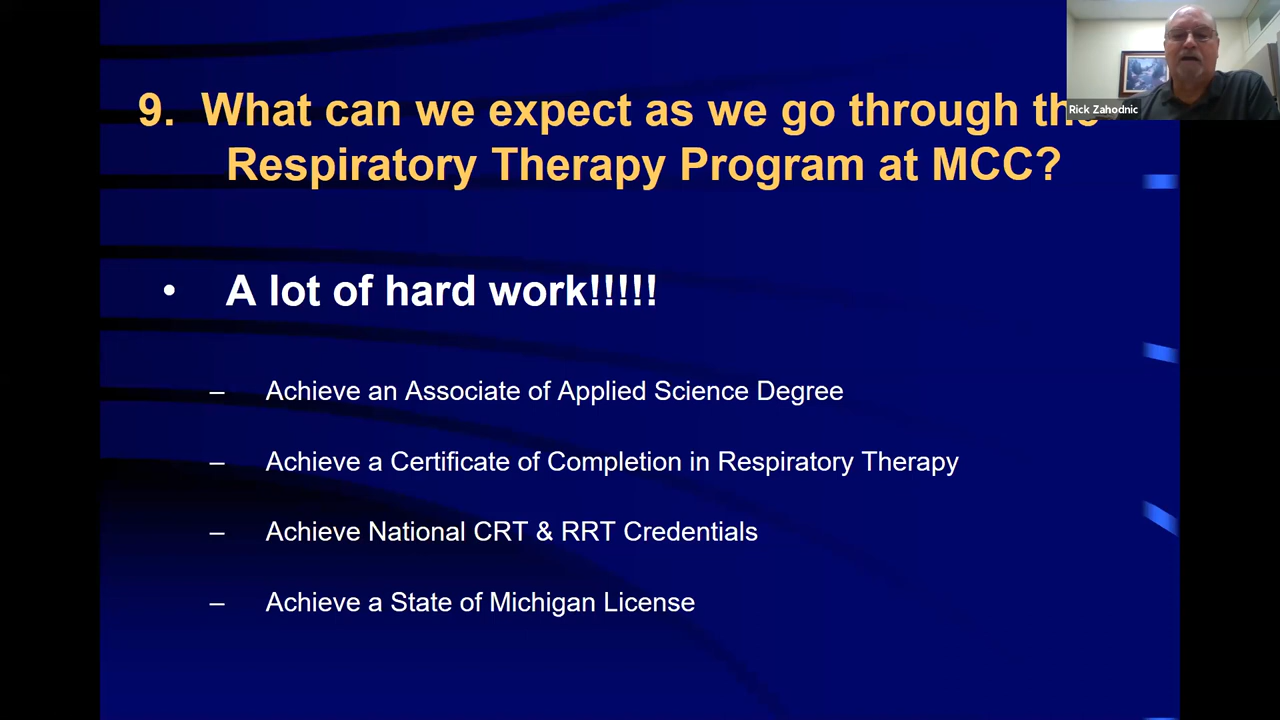 9. What can we expect as we go through the
Respiratory Therapy Program at MCC?
Rick Zahodnic
• A lot of hard work!!!!!
– Achieve an Associate of Applied Science Degree
– Achieve a Certificate of Completion in Respiratory Therapy
– Achieve National CRT & RRT Credentials
– Achieve a State of Michigan License